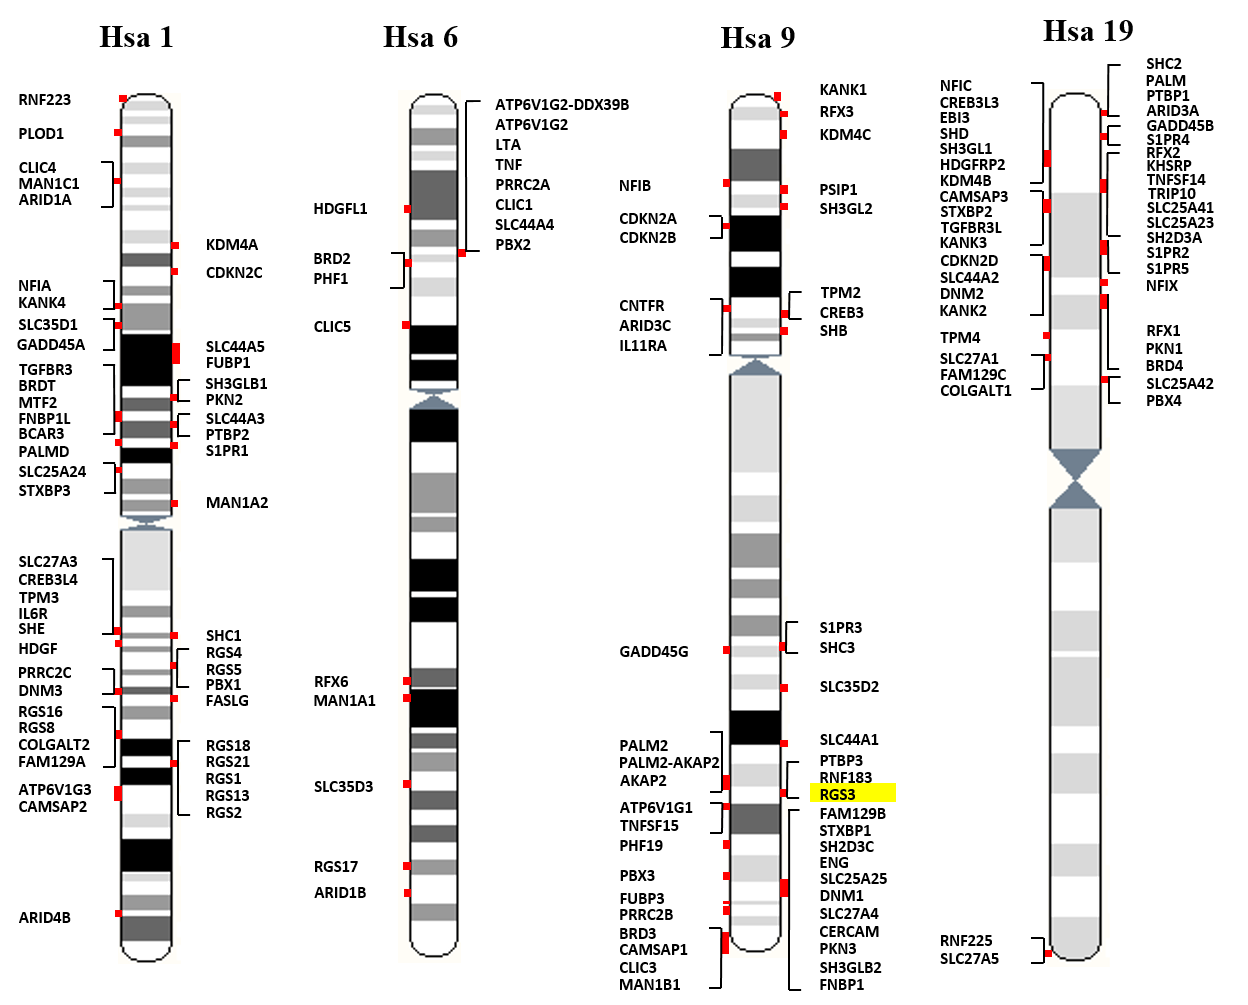 Hsa 1
RNF223
PLOD1
CLIC4
MAN1C1
ARID1A
NFIA
KANK4
SLC35D1
GADD45A
TGFBR3
BRDT
MTF2
FNBP1L
BCAR3
PALMD
SLC25A24
STXBP3
SLC27A3
CREB3L4
TPM3
IL6R
SHE
HDGF
PRRC2C
DNM3
RGS16
RGS8
COLGALT2
FAM129A
ATP6V1G3
CAMSAP2
ARID4B
KDM4A
CDKN2C
SLC44A5
FUBP1
SH3GLB1
PKN2
SLC44A3
PTBP2
S1PR1
MAN1A2
SHC1
RGS4
RGS5
PBX1
FASLG
RGS18
RGS21
RGS1
RGS13
RGS2
Hsa 6
HDGFL1
BRD2
PHF1
CLIC5
RFX6
MAN1A1
SLC35D3
RGS17
ARID1B
ATP6V1G2-DDX39B
ATP6V1G2
LTA
TNF
PRRC2A
CLIC1
SLC44A4
PBX2
Hsa 9
NFIB
CDKN2A
CDKN2B
CNTFR
ARID3C
IL11RA
GADD45G
PALM2
PALM2-AKAP2
AKAP2
ATP6V1G1
TNFSF15
PHF19
PBX3
FUBP3
PRRC2B
BRD3
CAMSAP1
CLIC3
MAN1B1
KANK1
RFX3
KDM4C
PSIP1
SH3GL2
TPM2
CREB3
SHB
S1PR3
SHC3
SLC35D2
SLC44A1
PTBP3
RNF183
RGS3
FAM129B
STXBP1
SH2D3C
ENG
SLC25A25
DNM1
SLC27A4
CERCAM
PKN3
SH3GLB2
FNBP1
Hsa 19
NFIC
CREB3L3
EBI3
SHD
SH3GL1
HDGFRP2
KDM4B
CAMSAP3
STXBP2
TGFBR3L
KANK3
CDKN2D
SLC44A2
DNM2
KANK2
TPM4
SLC27A1
FAM129C
COLGALT1
RNF225
SLC27A5
SHC2
PALM
PTBP1
ARID3A
GADD45B
S1PR4
RFX2
KHSRP
TNFSF14
TRIP10
SLC25A41
SLC25A23
SH2D3A
S1PR2
S1PR5
NFIX
RFX1
PKN1
BRD4
SLC25A42
PBX4